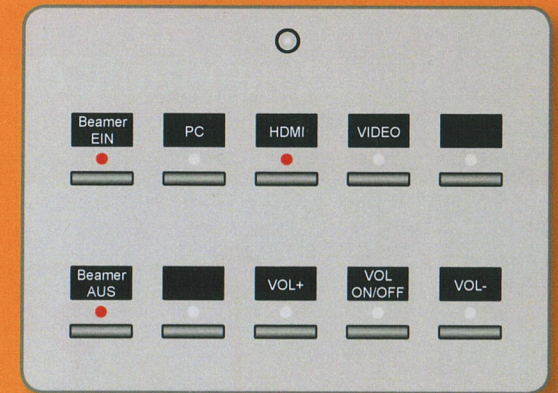 Beamer
EIN
PC
HDMI
VIDEO
Beamer
AUS
VOL+
VOL
ON/OFF
VOL-